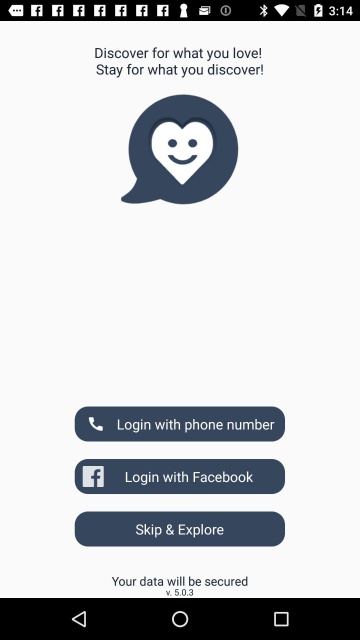 3:14
Discover for what you love!
Stay for what you discover!
Login with phone number
Login with Facebook
Skip & Explore
Your data will be secured
v. 5.0.3